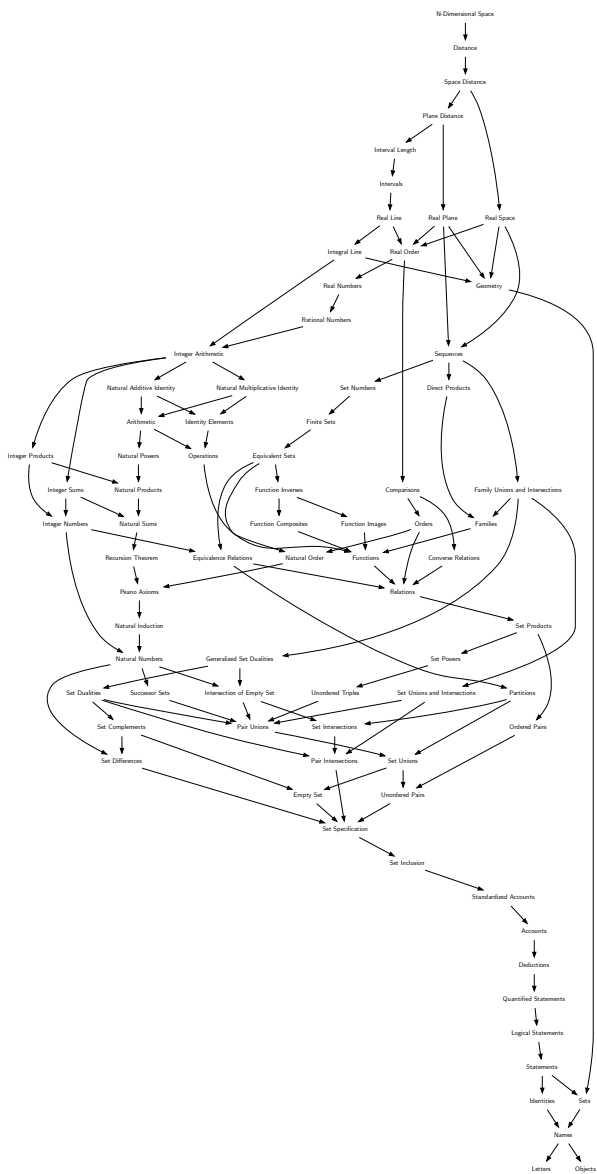 N-Dimensional Space
Distance
Space Distance
Plane Distance
Interval Length
Intervals
Real Line
Real Plane
Real Space
Integral Line
Real Order
Real Numbers
Geometry
Rational Numbers
Integer Arithmetic
Sequences
Natural Additive Identity
Natural Multiplicative Identity
Set Numbers
Direct Products
Arithmetic
Identity Elements
Finite Sets
Integer Products
Natural Powers
Operations
Equivalent Sets
Integer Sums
Natural Products
Function Inverses
Comparisons
Family Unions and Intersections
Integer Numbers
Natural Sums
Function Composites
Function Images
Orders
Families
Recursion Theorem
Equivalence Relations
Natural Order
Functions
Converse Relations
Peano Axioms
Relations
Natural Induction
Set Products
Natural Numbers
Generalized Set Dualities
Set Powers
Set Dualities
Successor Sets
Intersection of Empty Set
Unordered Triples
Set Unions and Intersections
Partitions
Set Complements
Pair Unions
Set Intersections
Ordered Pairs
Set Differences
Pair Intersections
Set Unions
Empty Set
Unordered Pairs
Set Specification
Set Inclusion
Standardized Accounts
Accounts
Deductions
Quantified Statements
Logical Statements
Statements
Identities
Sets
Names
Letters
Objects